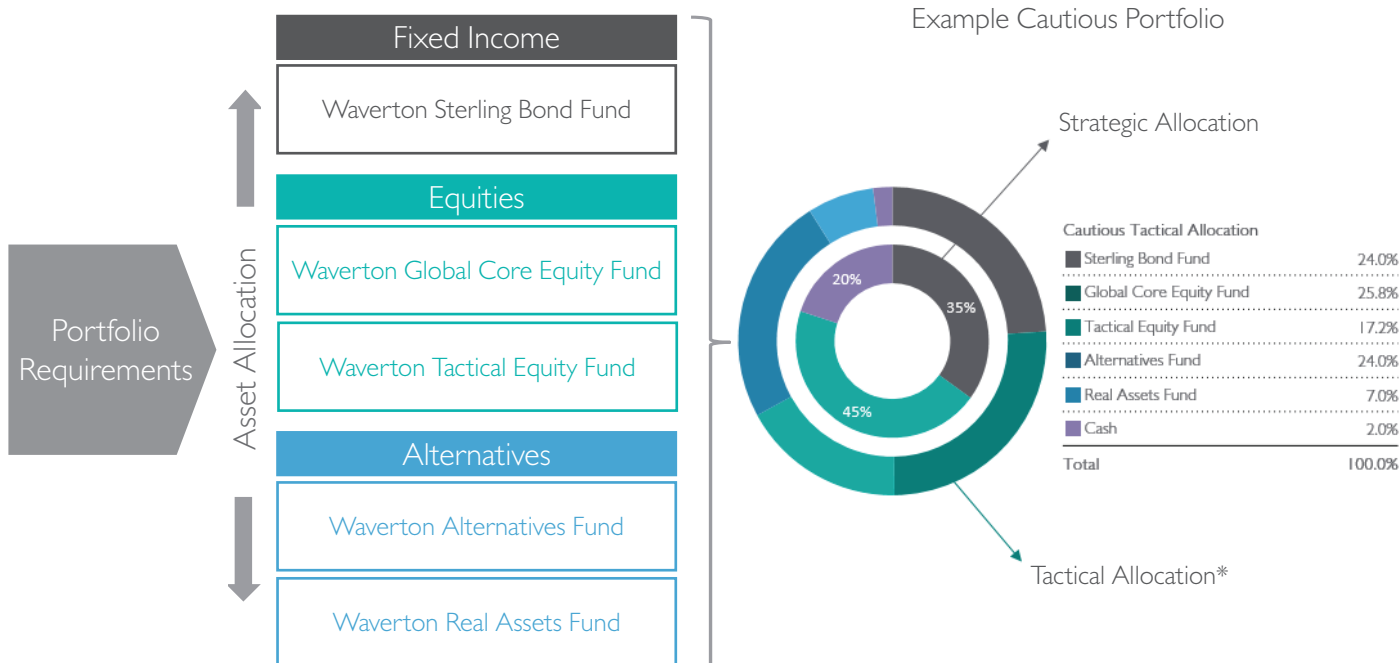 Fixed Income
Waverton Sterling Bond Fund
Equities
Waverton Global Core Equity Fund
Waverton Tactical Equity Fund
Alternatives
Waverton Alternatives Fund
Waverton Real Assets Fund
Portfolio
Requirements
Asset Allocation
Example Cautious Portfolio
Strategic Allocation
20%
35%
45%
Cautious Tactical Allocation
Sterling Bond Fund 24.0%
Global Core Equity Fund 25.8%
Tactical Equity Fund 17.2%
Alternatives Fund 24.0%
Real Assets Fund 7.0%
Cash 2.0%
Total 100.0%
Tactical Allocation*